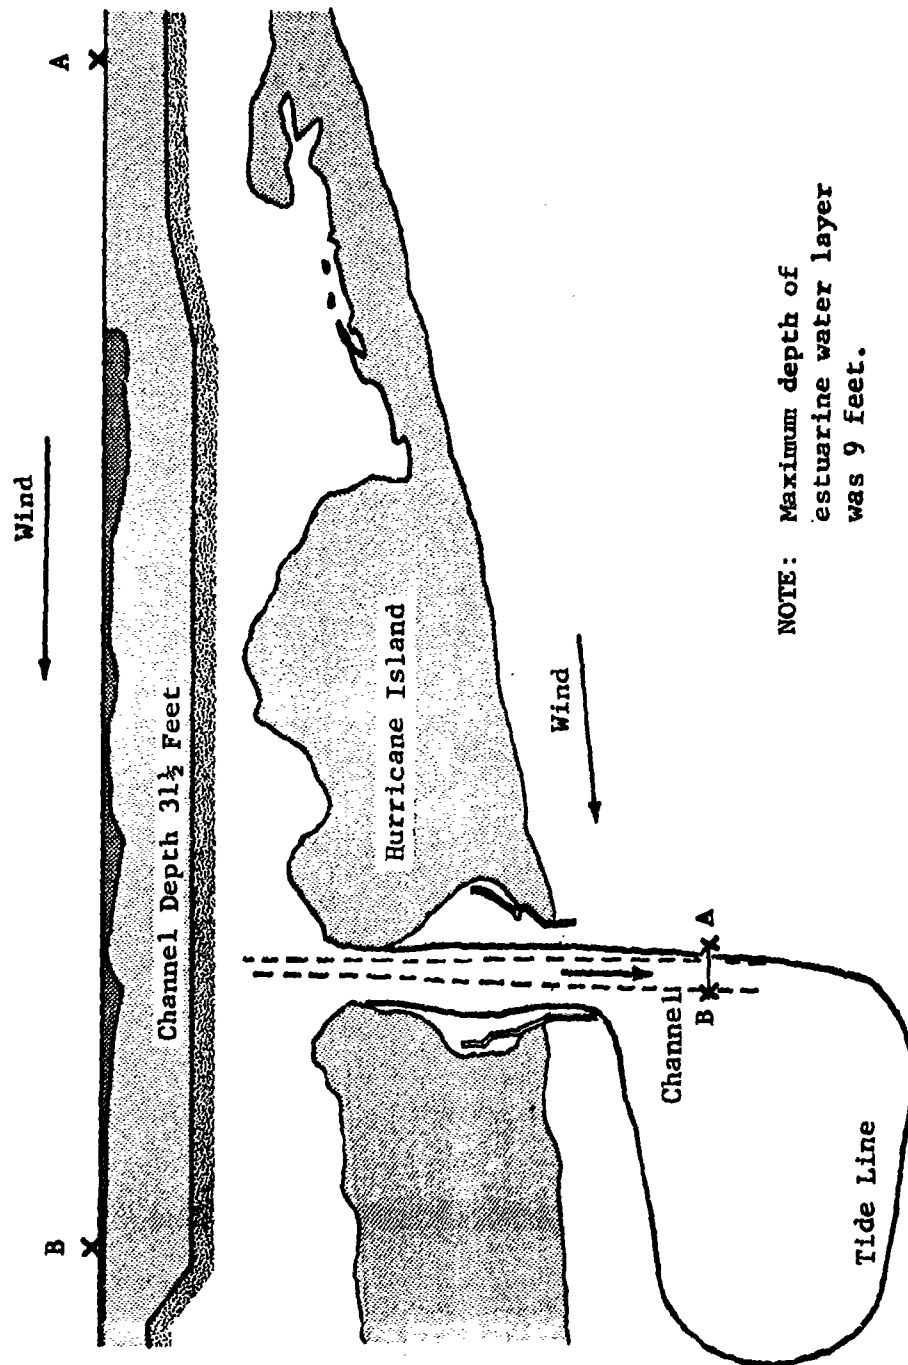 B
A
Wind
Channel Depth 31½ Feet
Hurricane Island
Wind
Channel
B
A
Tide Line
NOTE: Maximum depth of
estuarine water layer
was 9 feet.